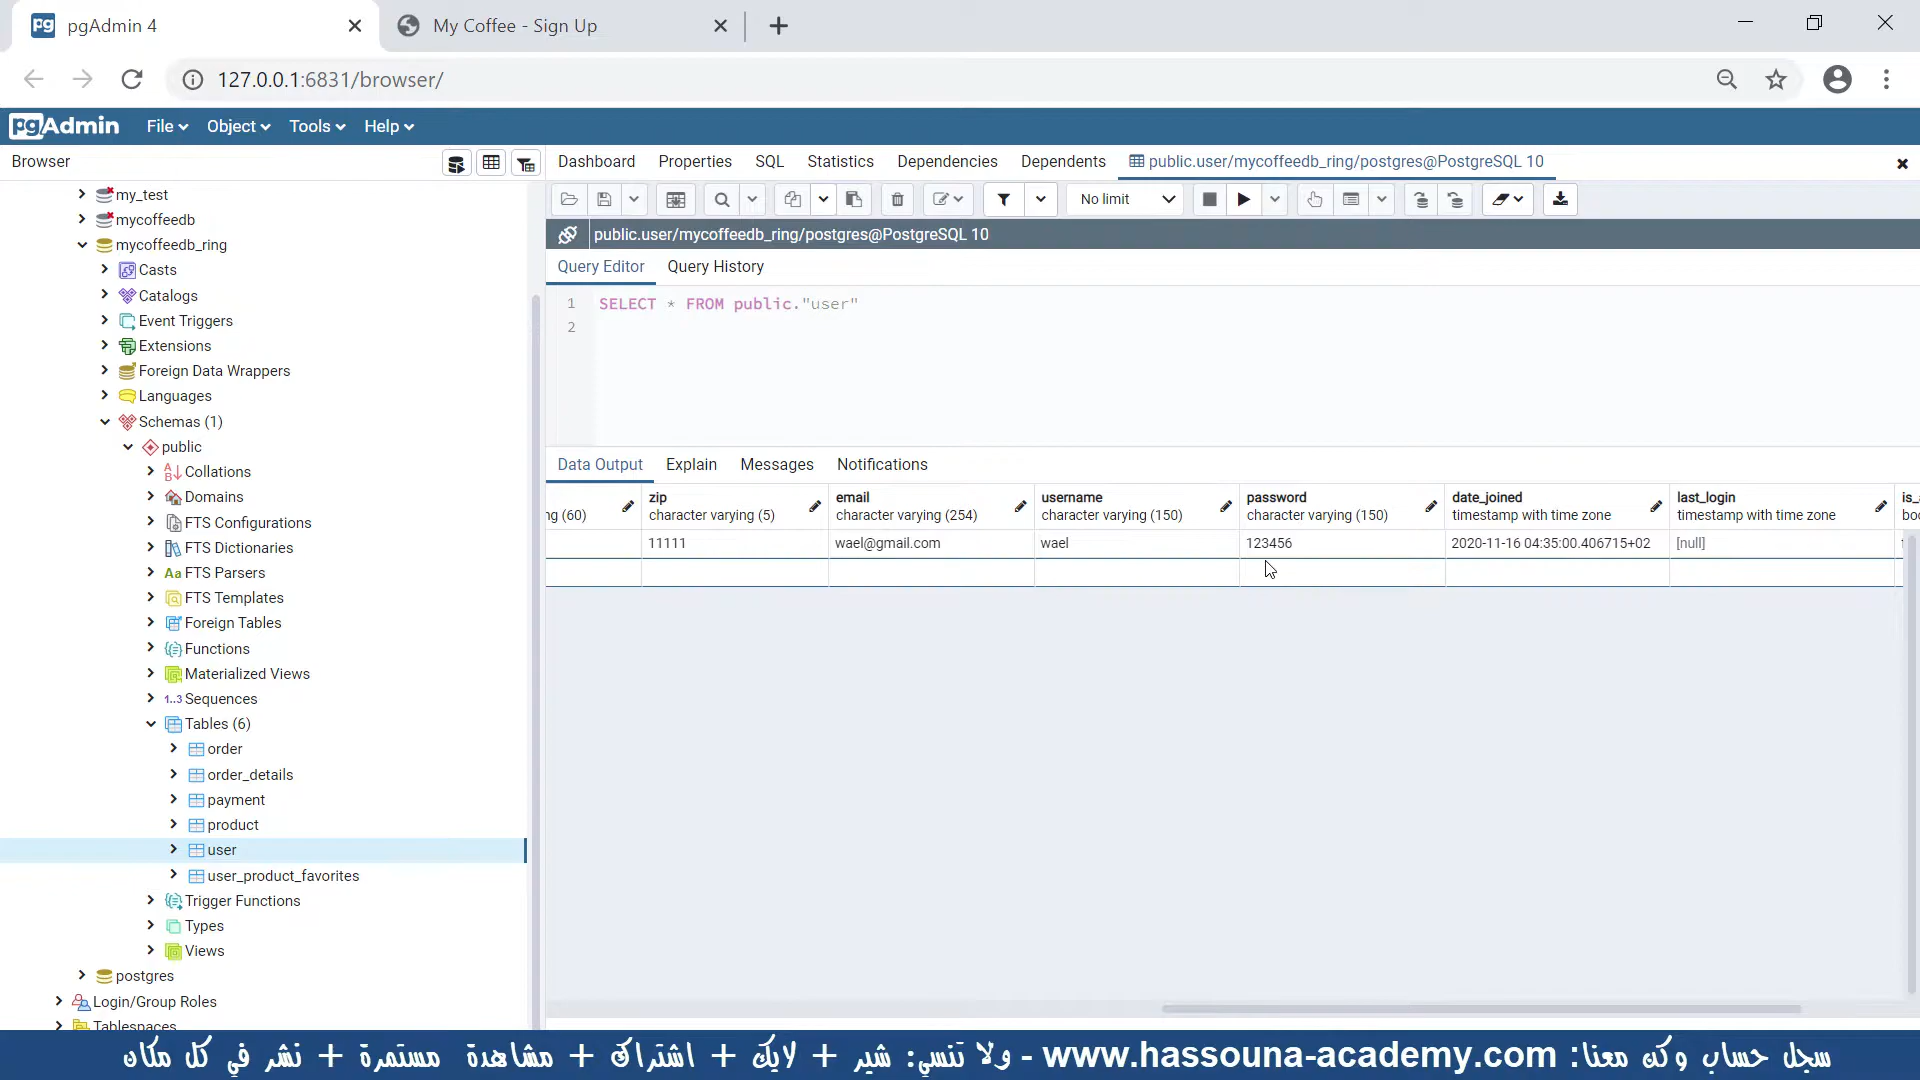 pgAdmin 4
My Coffee - Sign Up
127.0.0.1:6831/browser/
pgAdmin File Object Tools Help
Browser
Dashboard Properties SQL Statistics Dependencies Dependents public.user/mycoffeedb_ring/postgres@PostgreSQL 10
No limit
public.user/mycoffeedb_ring/postgres@PostgreSQL 10
Query Editor Query History
1 SELECT * FROM public."user"
2
Data Output Explain Messages Notifications
zip email username password date_joined last_login is_
ng (60) character varying (5) character varying (254) character varying (150) character varying (150) timestamp with time zone timestamp with time zone boo
11111 wael@gmail.com wael 123456 2020-11-16 04:35:00.406715+02 [null]
my_test
mycoffeedb
mycoffeedb_ring
Casts
Catalogs
Event Triggers
Extensions
Foreign Data Wrappers
Languages
Schemas (1)
public
Collations
Domains
FTS Configurations
FTS Dictionaries
FTS Parsers
FTS Templates
Foreign Tables
Functions
Materialized Views
Sequences
Tables (6)
order
order_details
payment
product
user
user_product_favorites
Trigger Functions
Types
Views
postgres
Login/Group Roles
Tablespaces
سجل حساب وكن معنا: www.hassouna-academy.com - ولا تنسي: شير + لايك + اشتراك + مشاهدة مستمرة + نشر في كل مكان